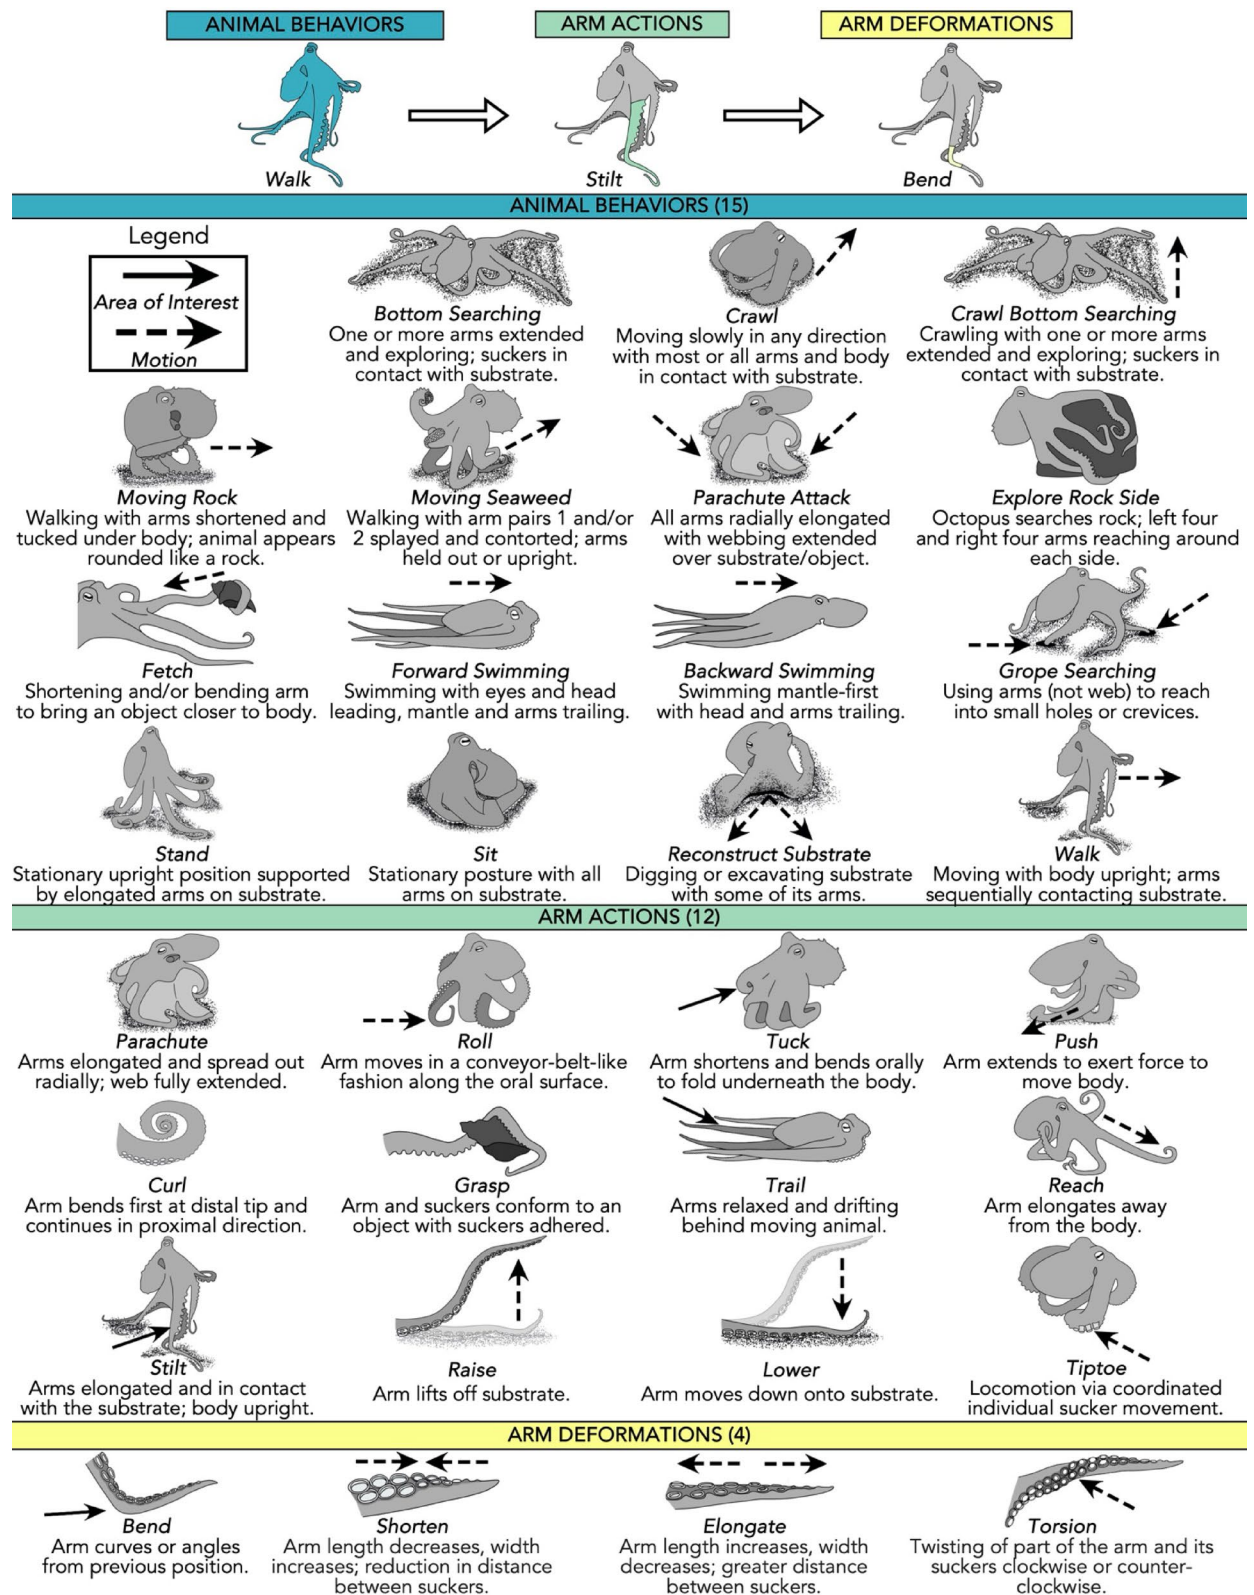 ANIMAL BEHAVIORS
ARM ACTIONS
ARM DEFORMATIONS
Walk
Stilt
Bend
ANIMAL BEHAVIORS (15)
Legend
Area of Interest
Motion
Bottom Searching
One or more arms extended
and exploring; suckers in
contact with substrate.
Crawl
Moving slowly in any direction
with most or all arms and body
in contact with substrate.
Crawl Bottom Searching
Crawling with one or more arms
extended and exploring; suckers in
contact with substrate.
Moving Rock
Walking with arms shortened and
tucked under body; animal appears
rounded like a rock.
Moving Seaweed
Walking with arm pairs 1 and/or
2 splayed and contorted; arms
held out or upright.
Parachute Attack
All arms radially elongated
with webbing extended
over substrate/object.
Explore Rock Side
Octopus searches rock; left four
and right four arms reaching around
each side.
Fetch
Shortening and/or bending arm
to bring an object closer to body.
Forward Swimming
Swimming with eyes and head
leading, mantle and arms trailing.
Backward Swimming
Swimming mantle-first
with head and arms trailing.
Grope Searching
Using arms (not web) to reach
into small holes or crevices.
Stand
Stationary upright position supported
by elongated arms on substrate.
Sit
Stationary posture with all
arms on substrate.
Reconstruct Substrate
Digging or excavating substrate
with some of its arms.
Walk
Moving with body upright; arms
sequentially contacting substrate.
ARM ACTIONS (12)
Parachute
Arms elongated and spread out
radially; web fully extended.
Roll
Arm moves in a conveyor-belt-like
fashion along the oral surface.
Tuck
Arm shortens and bends orally
to fold underneath the body.
Push
Arm extends to exert force to
move body.
Curl
Arm bends first at distal tip and
continues in proximal direction.
Grasp
Arm and suckers conform to an
object with suckers adhered.
Trail
Arms relaxed and drifting
behind moving animal.
Reach
Arm elongates away
from the body.
Stilt
Arms elongated and in contact
with the substrate; body upright.
Raise
Arm lifts off substrate.
Lower
Arm moves down onto substrate.
Tiptoe
Locomotion via coordinated
individual sucker movement.
ARM DEFORMATIONS (4)
Bend
Arm curves or angles
from previous position.
Shorten
Arm length decreases, width
increases; reduction in distance
between suckers.
Elongate
Arm length increases, width
decreases; greater distance
between suckers.
Torsion
Twisting of part of the arm and its
suckers clockwise or counter-
clockwise.